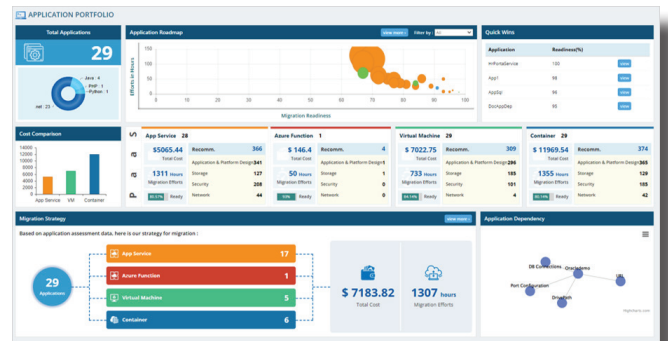 APPLICATION PORTFOLIO
Total Applications
29
Java : 4
PHP : 1
Python : 1
.net : 23
Application Roadmap
view more
Filter by : All
Efforts in Hours
150
100
50
0
0 10 20 30 40 50 60 70 80 90 100
Migration Readiness
Quick Wins
Application Readiness(%)
mFoneService 100 view
App1 98 view
AppSql 98 view
DocAppDep 98 view
Cost Comparison
14000
12000
10000
8000
6000
4000
2000
0
App Service VM Container
P a a S
App Service 28
$5065.44
Total Cost
1311 Hours
Migration Efforts
Ready
Recomm. 366
Application & Platform Design 341
Storage 127
Security 208
Network 44
Azure Function 1
$ 146.4
Total Cost
50 Hours
Migration Efforts
Ready
Recomm. 4
Application & Platform Design 5
Storage 1
Security 0
Network 0
Virtual Machine 29
$ 7022.75
Total Cost
733 Hours
Migration Efforts
Ready
Recomm. 309
Application & Platform Design 286
Storage 185
Security 101
Network 4
Container 29
$ 11969.54
Total Cost
1355 Hours
Migration Efforts
Ready
Recomm. 374
Application & Platform Design 365
Storage 129
Security 185
Network 42
Migration Strategy
view more
Based on application assessment data, here is our strategy for migration :
29
Applications
App Service 17
Azure Function 1
Virtual Machine 5
Container 6
$ 7183.82
Total Cost
1307 hours
Migration Efforts
Application Dependency
DB Connections
Oracledems
URL
Port Configuration
DrivePath
Highcharts.com